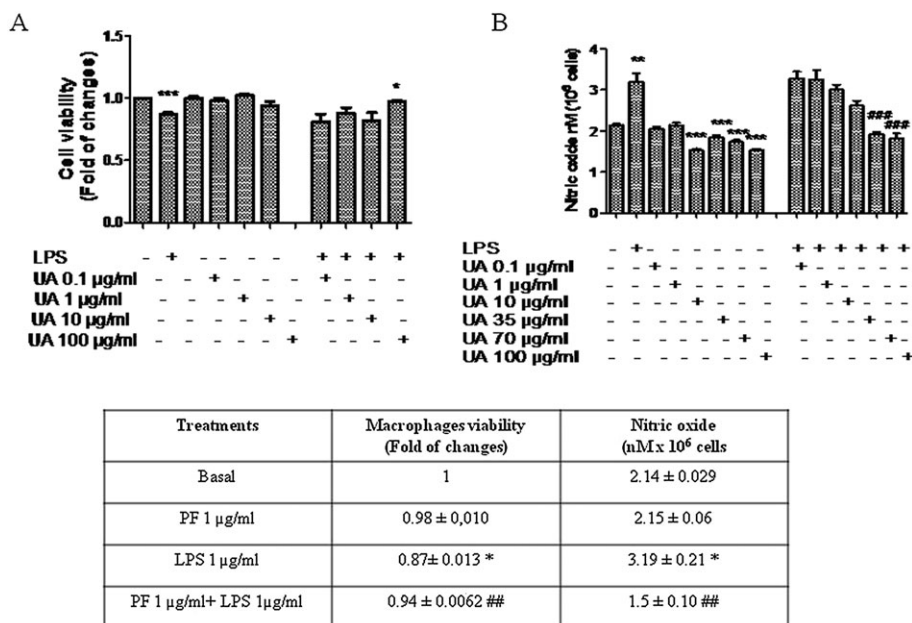 A
Cell viability
(Fold of changes)
1.5
1.0
0.5
0.0
***
*
LPS - + - - - - + + + +
UA 0.1 µg/ml - - - + - - - + - - -
UA 1 µg/ml - - - - + - - - + - -
UA 10 µg/ml - - - - - + - - - + -
UA 100 µg/ml - - - - - - + - - - +
B
Nitric oxide nM (10⁶ cells)
4
3
2
1
0
**
*** *** *** ***
### ###
LPS - + - - - - - - + + + + + +
UA 0.1 µg/ml - - + - - - - - + - - - - -
UA 1 µg/ml - - - + - - - - - + - - - -
UA 10 µg/ml - - - - + - - - - - + - - -
UA 35 µg/ml - - - - - + - - - - - + - -
UA 70 µg/ml - - - - - - + - - - - - + -
UA 100 µg/ml - - - - - - - + - - - - - +
Treatments
Macrophages viability
(Fold of changes)
Nitric oxide
(nM x 10⁶ cells
Basal 1 2.14 ± 0.029
PF 1 µg/ml 0.98 ± 0,010 2.15 ± 0.06
LPS 1 µg/ml 0.87± 0.013 * 3.19 ± 0.21 *
PF 1 µg/ml+ LPS 1µg/ml 0.94 ± 0.0062 ## 1.5 ± 0.10 ##